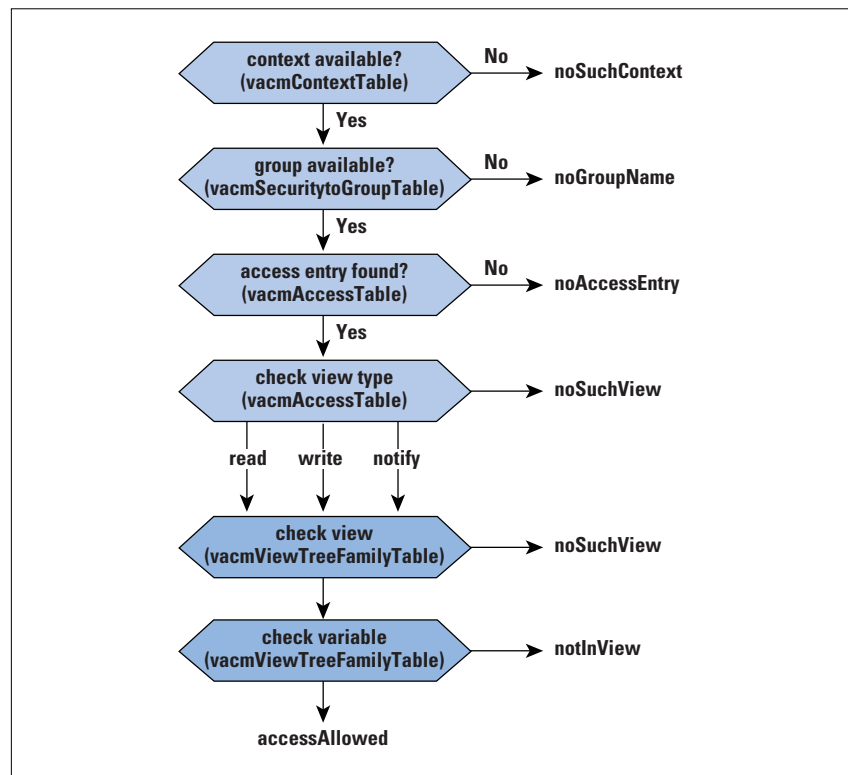 context available?
(vacmContextTable)
No
noSuchContext
Yes
group available?
(vacmSecuritytoGroupTable)
No
noGroupName
Yes
access entry found?
(vacmAccessTable)
No
noAccessEntry
Yes
check view type
(vacmAccessTable)
noSuchView
read
write
notify
check view
(vacmViewTreeFamilyTable)
noSuchView
check variable
(vacmViewTreeFamilyTable)
notInView
accessAllowed